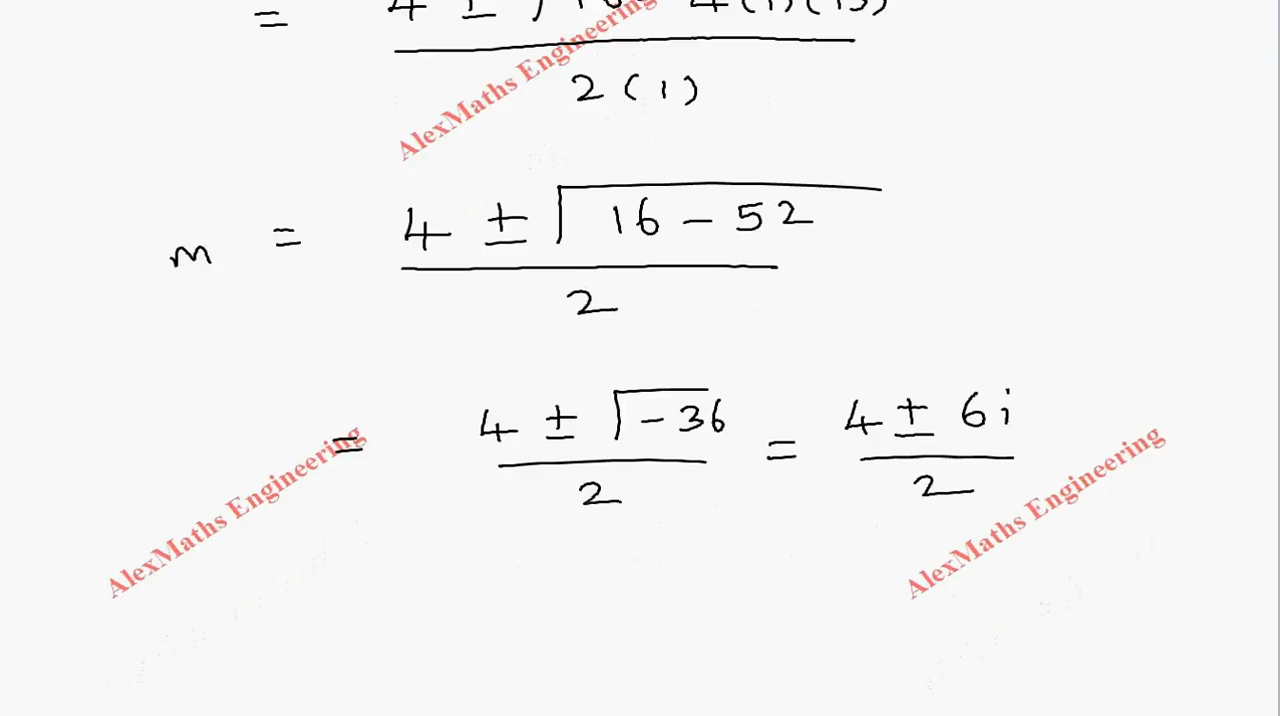 = 4 ± √16 - 4(1)(13)
AlexMaths Engineering
2(1)
m = 4 ± √16 - 52
2
= 4 ± √-36 = 4 ± 6i
2 2
AlexMaths Engineering AlexMaths Engineering